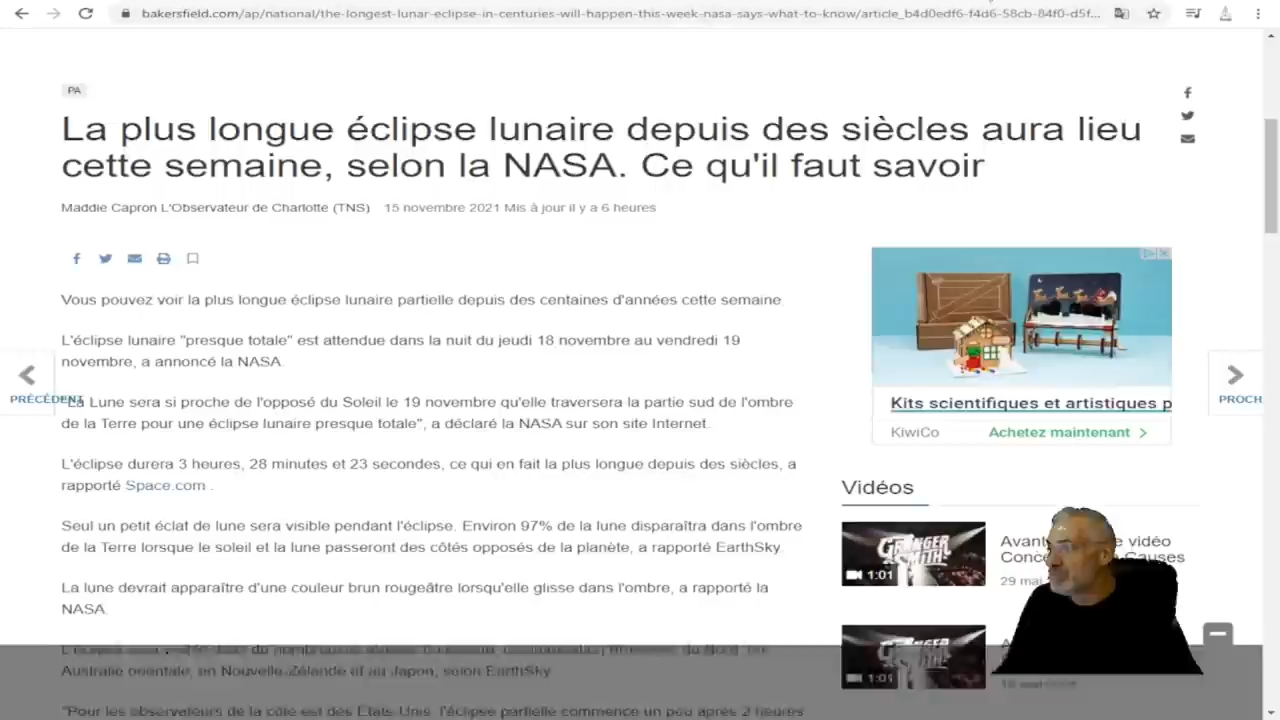 bakersfield.com/ap/national/the-longest-lunar-eclipse-in-centuries-will-happen-this-week-nasa-says-what-to-know/article_b4d0edf6-f4d6-58cb-84f0-d5f...
PA
La plus longue éclipse lunaire depuis des siècles aura lieu
cette semaine, selon la NASA. Ce qu'il faut savoir
Maddie Capron L'Observateur de Charlotte (TNS) 15 novembre 2021 Mis à jour il y a 6 heures
Vous pouvez voir la plus longue éclipse lunaire partielle depuis des centaines d'années cette semaine
L'éclipse lunaire "presque totale" est attendue dans la nuit du jeudi 18 novembre au vendredi 19
novembre, a annoncé la NASA.
"La Lune sera si proche de l'opposé du Soleil le 19 novembre qu'elle traversera la partie sud de l'ombre
de la Terre pour une éclipse lunaire presque totale", a déclaré la NASA sur son site Internet.
L'éclipse durera 3 heures, 28 minutes et 23 secondes, ce qui en fait la plus longue depuis des siècles, a
rapporté Space.com .
Seul un petit éclat de lune sera visible pendant l'éclipse. Environ 97% de la lune disparaîtra dans l'ombre
de la Terre lorsque le soleil et la lune passeront des côtés opposés de la planète, a rapporté EarthSky.
La lune devrait apparaître d'une couleur brun rougeâtre lorsqu'elle glisse dans l'ombre, a rapporté la
NASA.
Australie orientale, en Nouvelle-Zélande et au Japon, selon EarthSky
"Pour les observateurs de la côte est des États-Unis, l'éclipse partielle commence un peu après 2 heures
PRÉCÉDENT
PROCH
Kits scientifiques et artistiques p
KiwiCo Achetez maintenant
Vidéos
GRANGER SMITH
1:01
Avant vidéo
Conce Causes
29 mai
GRANGER SMITH
1:01